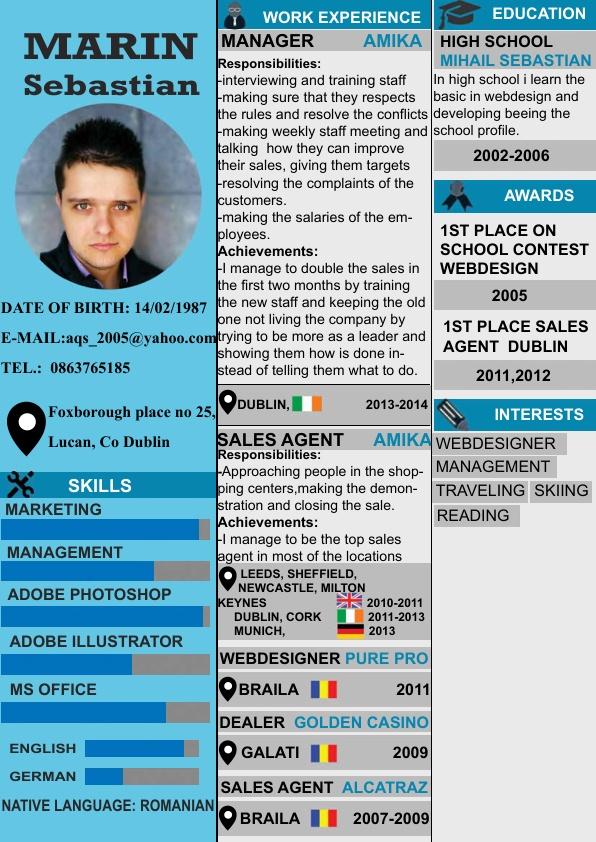 MARIN
Sebastian
DATE OF BIRTH: 14/02/1987
E-MAIL:aqs_2005@yahoo.com
TEL.: 0863765185
Foxborough place no 25,
Lucan, Co Dublin
SKILLS
MARKETING
MANAGEMENT
ADOBE PHOTOSHOP
ADOBE ILLUSTRATOR
MS OFFICE
ENGLISH
GERMAN
NATIVE LANGUAGE: ROMANIAN
WORK EXPERIENCE
MANAGER AMIKA
Responsibilities:
-interviewing and training staff
-making sure that they respects
the rules and resolve the conflicts
-making weekly staff meeting and
talking how they can improve
their sales, giving them targets
-resolving the complaints of the
customers.
-making the salaries of the em-
ployees.
Achievements:
-I manage to double the sales in
the first two months by training
the new staff and keeping the old
one not living the company by
trying to be more as a leader and
showing them how is done in-
stead of telling them what to do.
DUBLIN, 2013-2014
SALES AGENT AMIKA
Responsibilities:
-Approaching people in the shop-
ping centers,making the demon-
stration and closing the sale.
Achievements:
-I manage to be the top sales
agent in most of the locations
LEEDS, SHEFFIELD,
NEWCASTLE, MILTON
KEYNES 2010-2011
DUBLIN, CORK 2011-2013
MUNICH, 2013
WEBDESIGNER PURE PRO
BRAILA 2011
DEALER GOLDEN CASINO
GALATI 2009
SALES AGENT ALCATRAZ
BRAILA 2007-2009
EDUCATION
HIGH SCHOOL
MIHAIL SEBASTIAN
In high school i learn the
basic in webdesign and
developing beeing the
school profile.
2002-2006
AWARDS
1ST PLACE ON
SCHOOL CONTEST
WEBDESIGN
2005
1ST PLACE SALES
AGENT DUBLIN
2011,2012
INTERESTS
WEBDESIGNER
MANAGEMENT
TRAVELING SKIING
READING